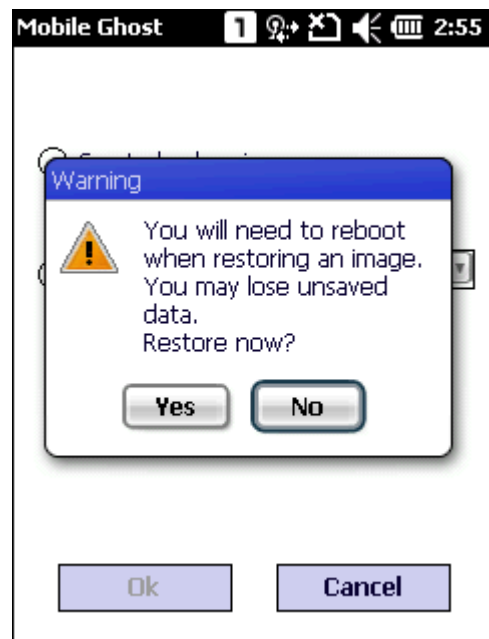 Mobile Ghost 1 2:55
Warning
You will need to reboot
when restoring an image.
You may lose unsaved
data.
Restore now?
Yes No
Ok Cancel